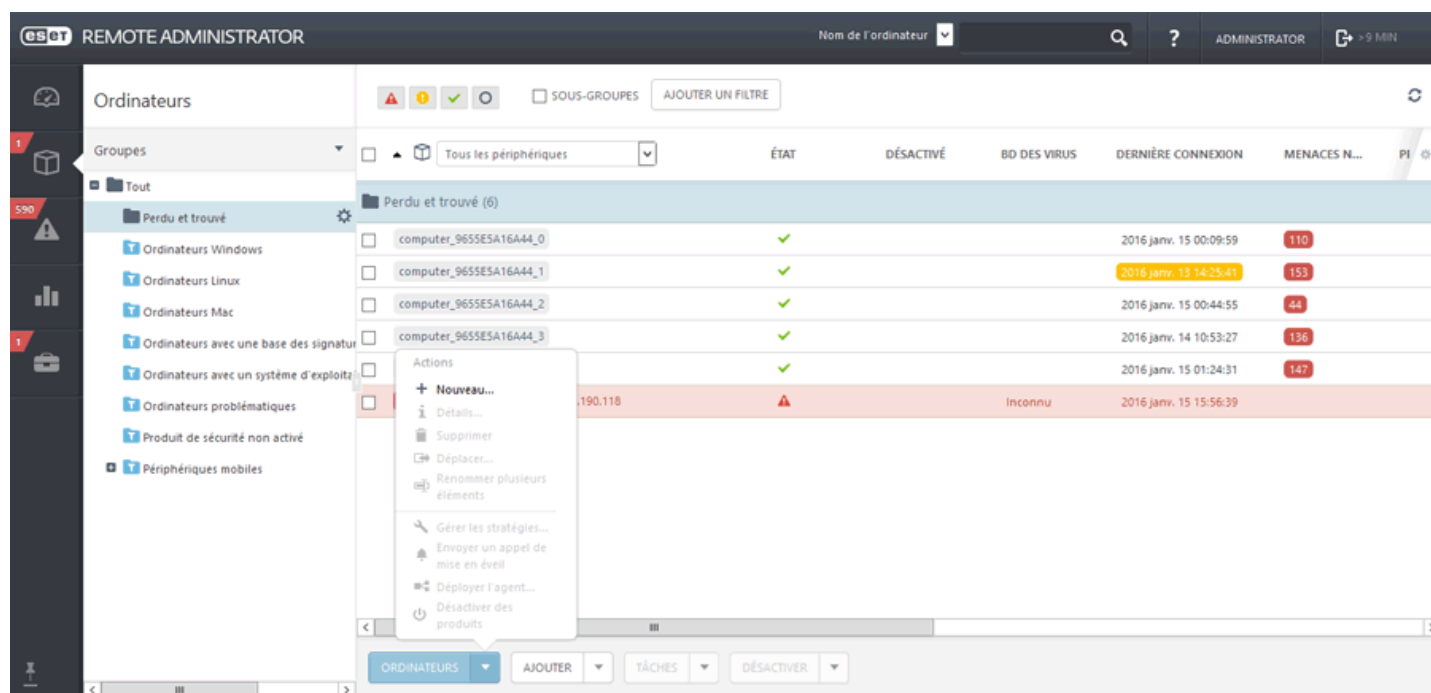 eset REMOTE ADMINISTRATOR
Nom de l'ordinateur
?
ADMINISTRATOR
>9 MIN
Ordinateurs
SOUS-GROUPES
AJOUTER UN FILTRE
1
590
1
Groupes
Tout
Perdu et trouvé
Ordinateurs Windows
Ordinateurs Linux
Ordinateurs Mac
Ordinateurs avec une base des signatur
Ordinateurs avec un système d'exploita
Ordinateurs problématiques
Produit de sécurité non activé
Périphériques mobiles
Tous les périphériques ÉTAT DÉSACTIVÉ BD DES VIRUS DERNIÈRE CONNEXION MENACES N... PI
Perdu et trouvé (6)
computer_9655E5A16A44_0 2016 janv. 15 00:09:59 110
computer_9655E5A16A44_1 2016 janv. 13 14:25:41 153
computer_9655E5A16A44_2 2016 janv. 15 00:44:55 44
computer_9655E5A16A44_3 2016 janv. 14 10:53:27 136
2016 janv. 15 01:24:31 147
.190.118 Inconnu 2016 janv. 15 15:56:39
Actions
Nouveau...
Détails...
Supprimer
Déplacer...
Renommer plusieurs
éléments
Gérer les stratégies...
Envoyer un appel de
mise en éveil
Déployer l'agent...
Désactiver des
produits
ORDINATEURS
AJOUTER
TÂCHES
DÉSACTIVER